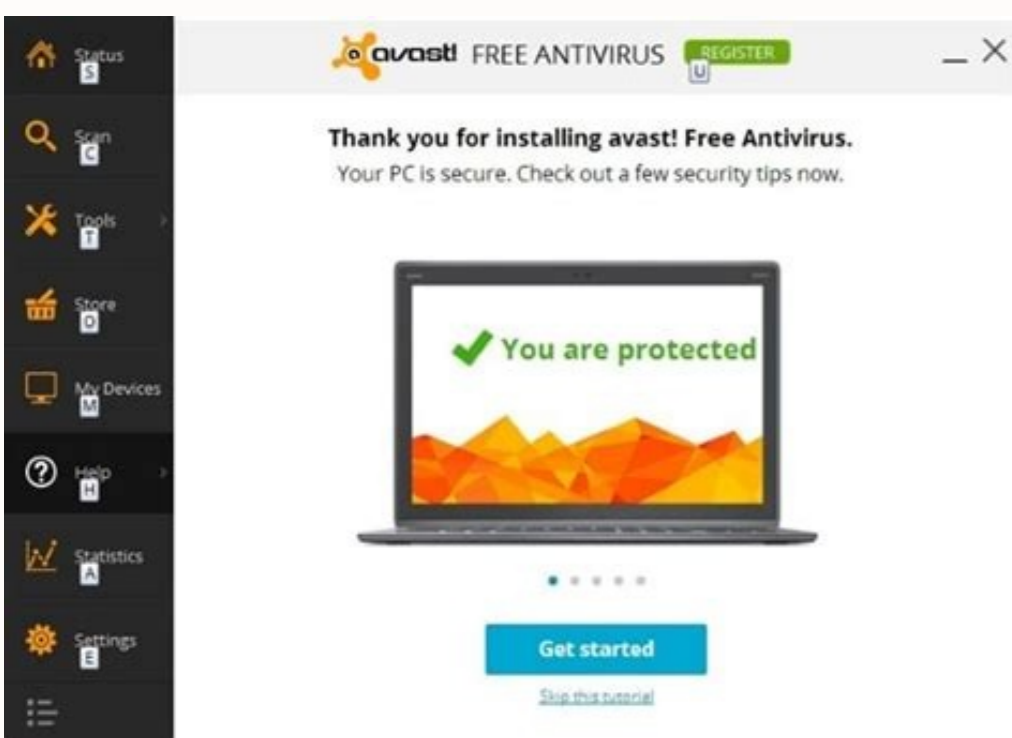 Status
S
Scan
C
Tools
T
Store
O
My Devices
M
Help
H
Statistics
A
Settings
E
avast! FREE ANTIVIRUS REGISTER
U
Thank you for installing avast! Free Antivirus.
Your PC is secure. Check out a few security tips now.
You are protected
Get started
Skip this tutorial